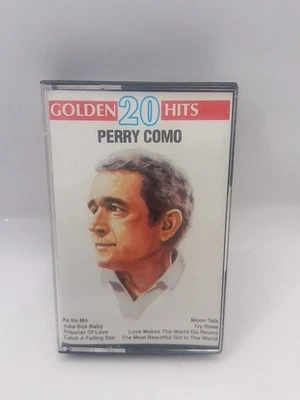 GOLDEN 20 HITS
PERRY COMO
Ko Ko Mo
Moon Talk
Juke Box Baby
Ivy Rose
Prisoner Of Love
Love Makes The World Go Round
Catch A Falling Star
The Most Beautiful Girl In The World